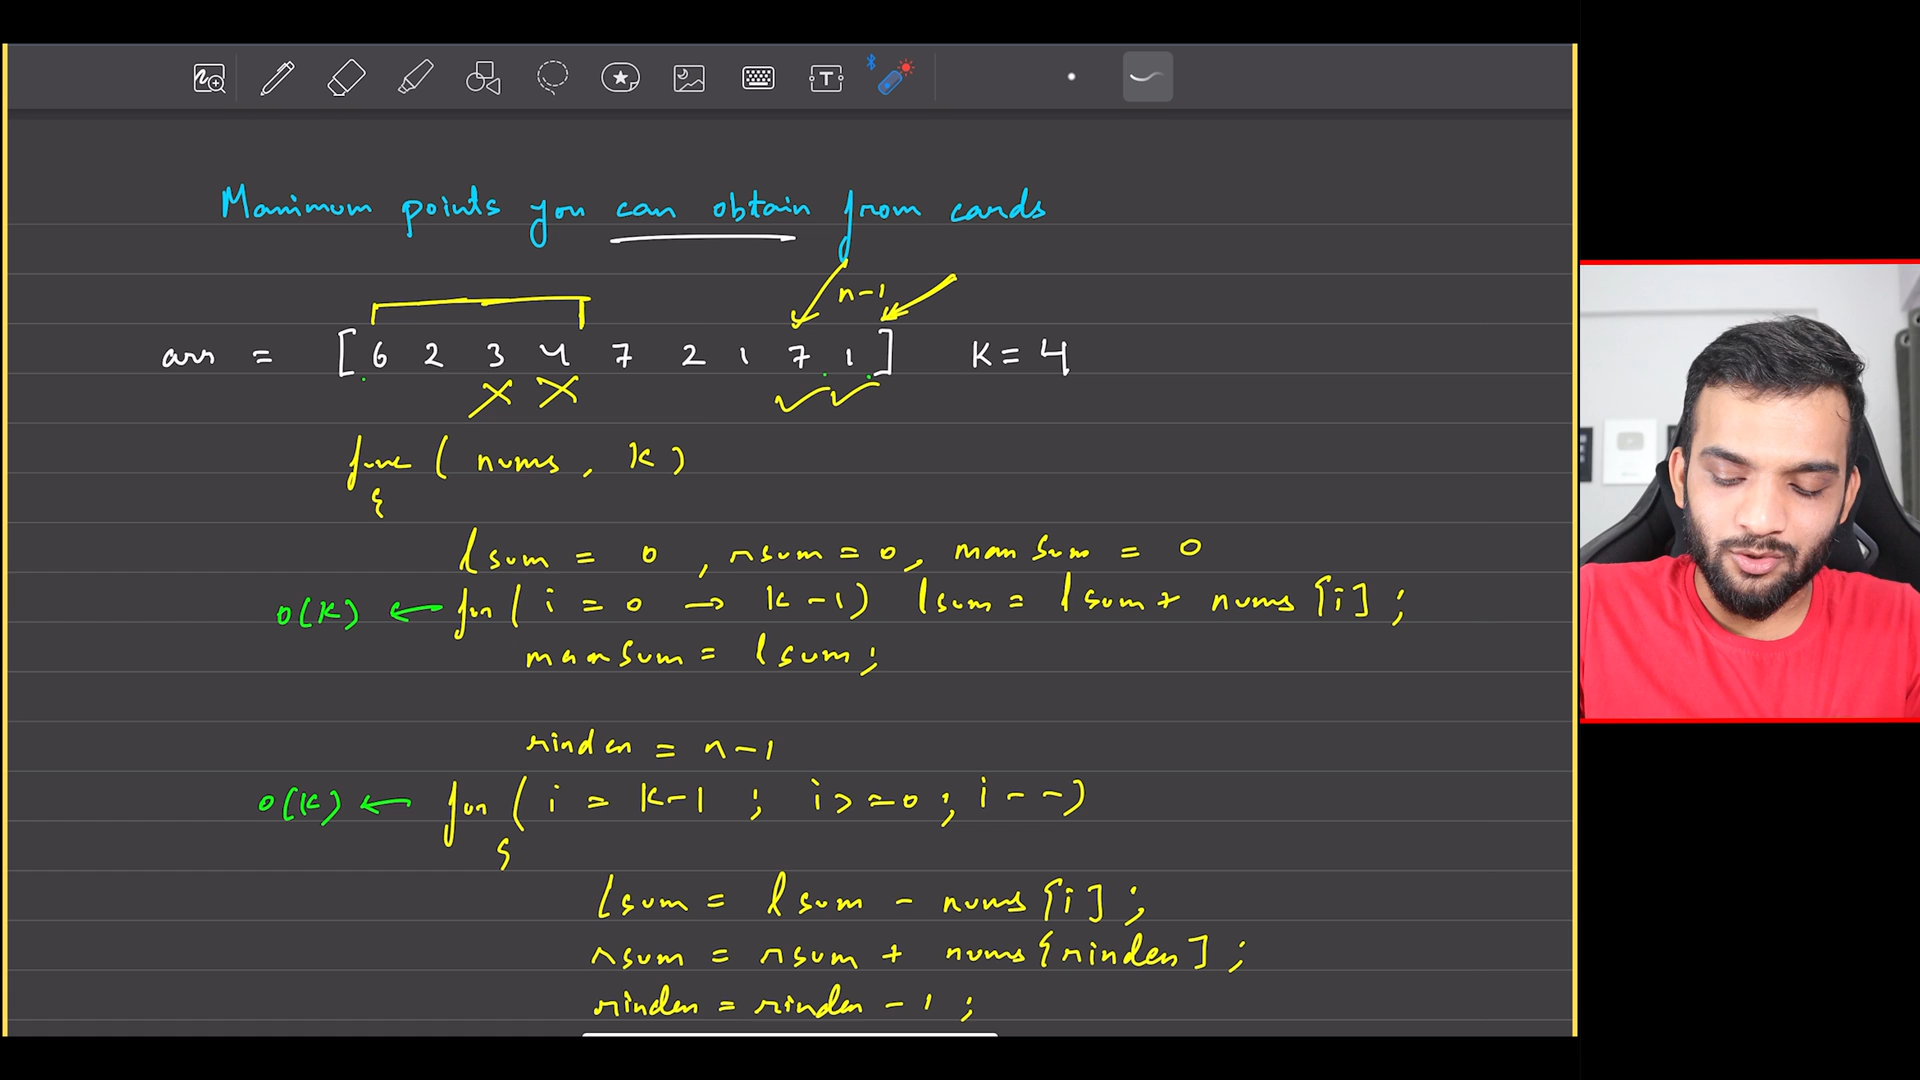 Maximum points you can obtain from cards
n-1
arr = [6 2 3 4 7 2 1 7 1] K = 4
func (nums, k)
{
lsum = 0, rsum = 0, maxsum = 0
O(K) ← for (i = 0 → k-1) lsum = lsum + nums[i];
maxsum = lsum;
rindex = n-1
O(K) ← for (i = k-1; i>=0; i--)
{
lsum = lsum - nums[i];
rsum = rsum + nums[rindex];
rindex = rindex - 1;